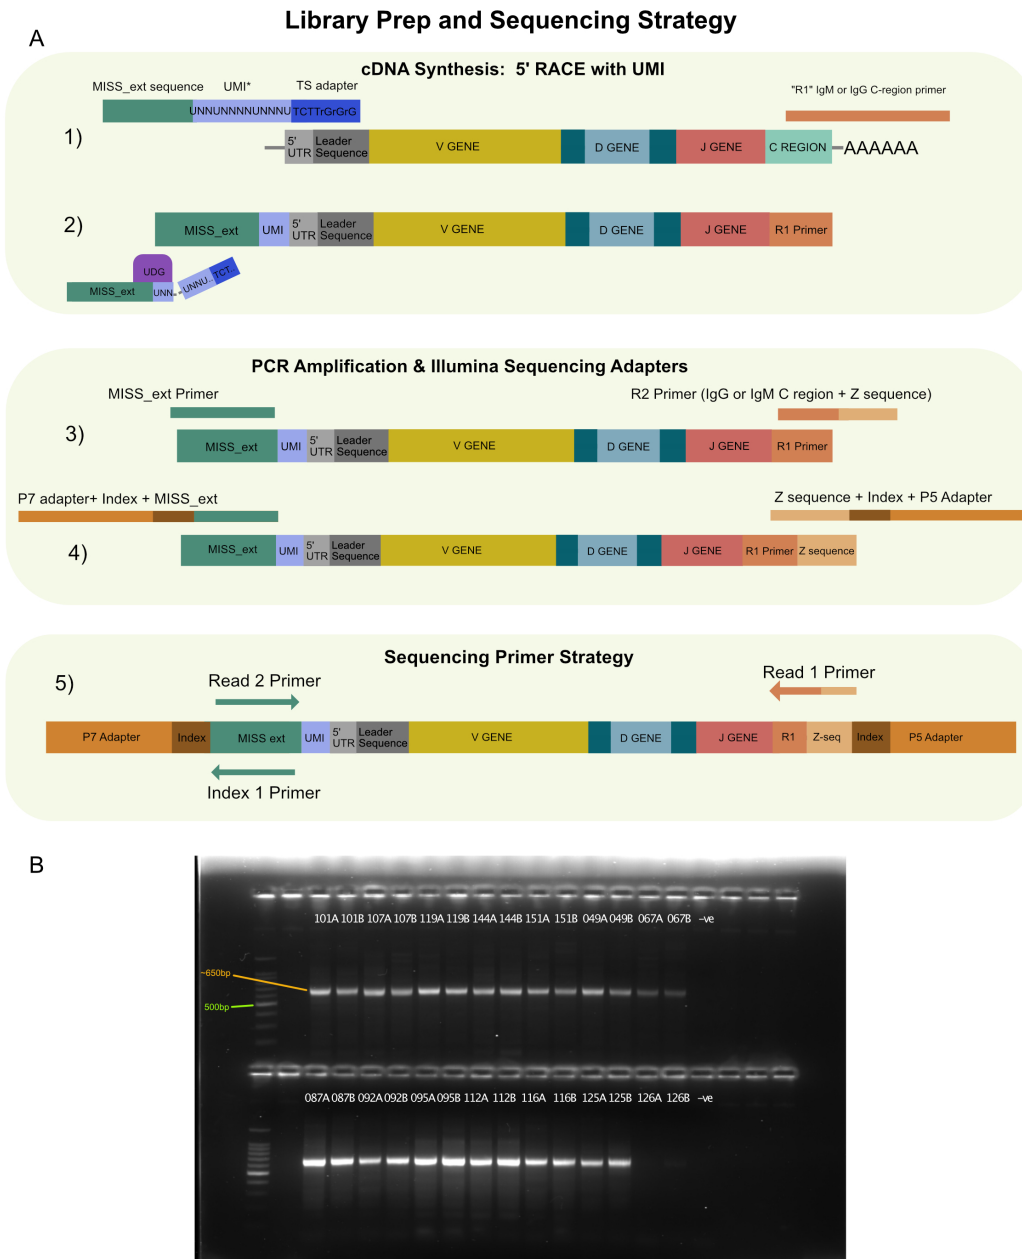 Library Prep and Sequencing Strategy
A
cDNA Synthesis: 5' RACE with UMI
MISS_ext sequence UMI* TS adapter
"R1" IgM or IgG C-region primer
UNNUNNNNUNNNU TCTTrGrGrG
1)
5' UTR Leader Sequence V GENE D GENE J GENE C REGION AAAAAA
2)
MISS_ext UMI 5' UTR Leader Sequence V GENE D GENE J GENE R1 Primer
UDG
MISS_ext UNN UNNU... TCT..
PCR Amplification & Illumina Sequencing Adapters
MISS_ext Primer R2 Primer (IgG or IgM C region + Z sequence)
3)
MISS_ext UMI 5' UTR Leader Sequence V GENE D GENE J GENE R1 Primer
P7 adapter+ Index + MISS_ext Z sequence + Index + P5 Adapter
4)
MISS_ext UMI 5' UTR Leader Sequence V GENE D GENE J GENE R1 Primer Z sequence
Sequencing Primer Strategy
5)
Read 2 Primer Read 1 Primer
P7 Adapter Index MISS ext UMI 5' UTR Leader Sequence V GENE D GENE J GENE R1 Z-seq Index P5 Adapter
Index 1 Primer
B
101A 101B 107A 107B 119A 119B 144A 144B 151A 151B 049A 049B 067A 067B -ve
~650bp
500bp
087A 087B 092A 092B 095A 095B 112A 112B 116A 116B 125A 125B 126A 126B -ve